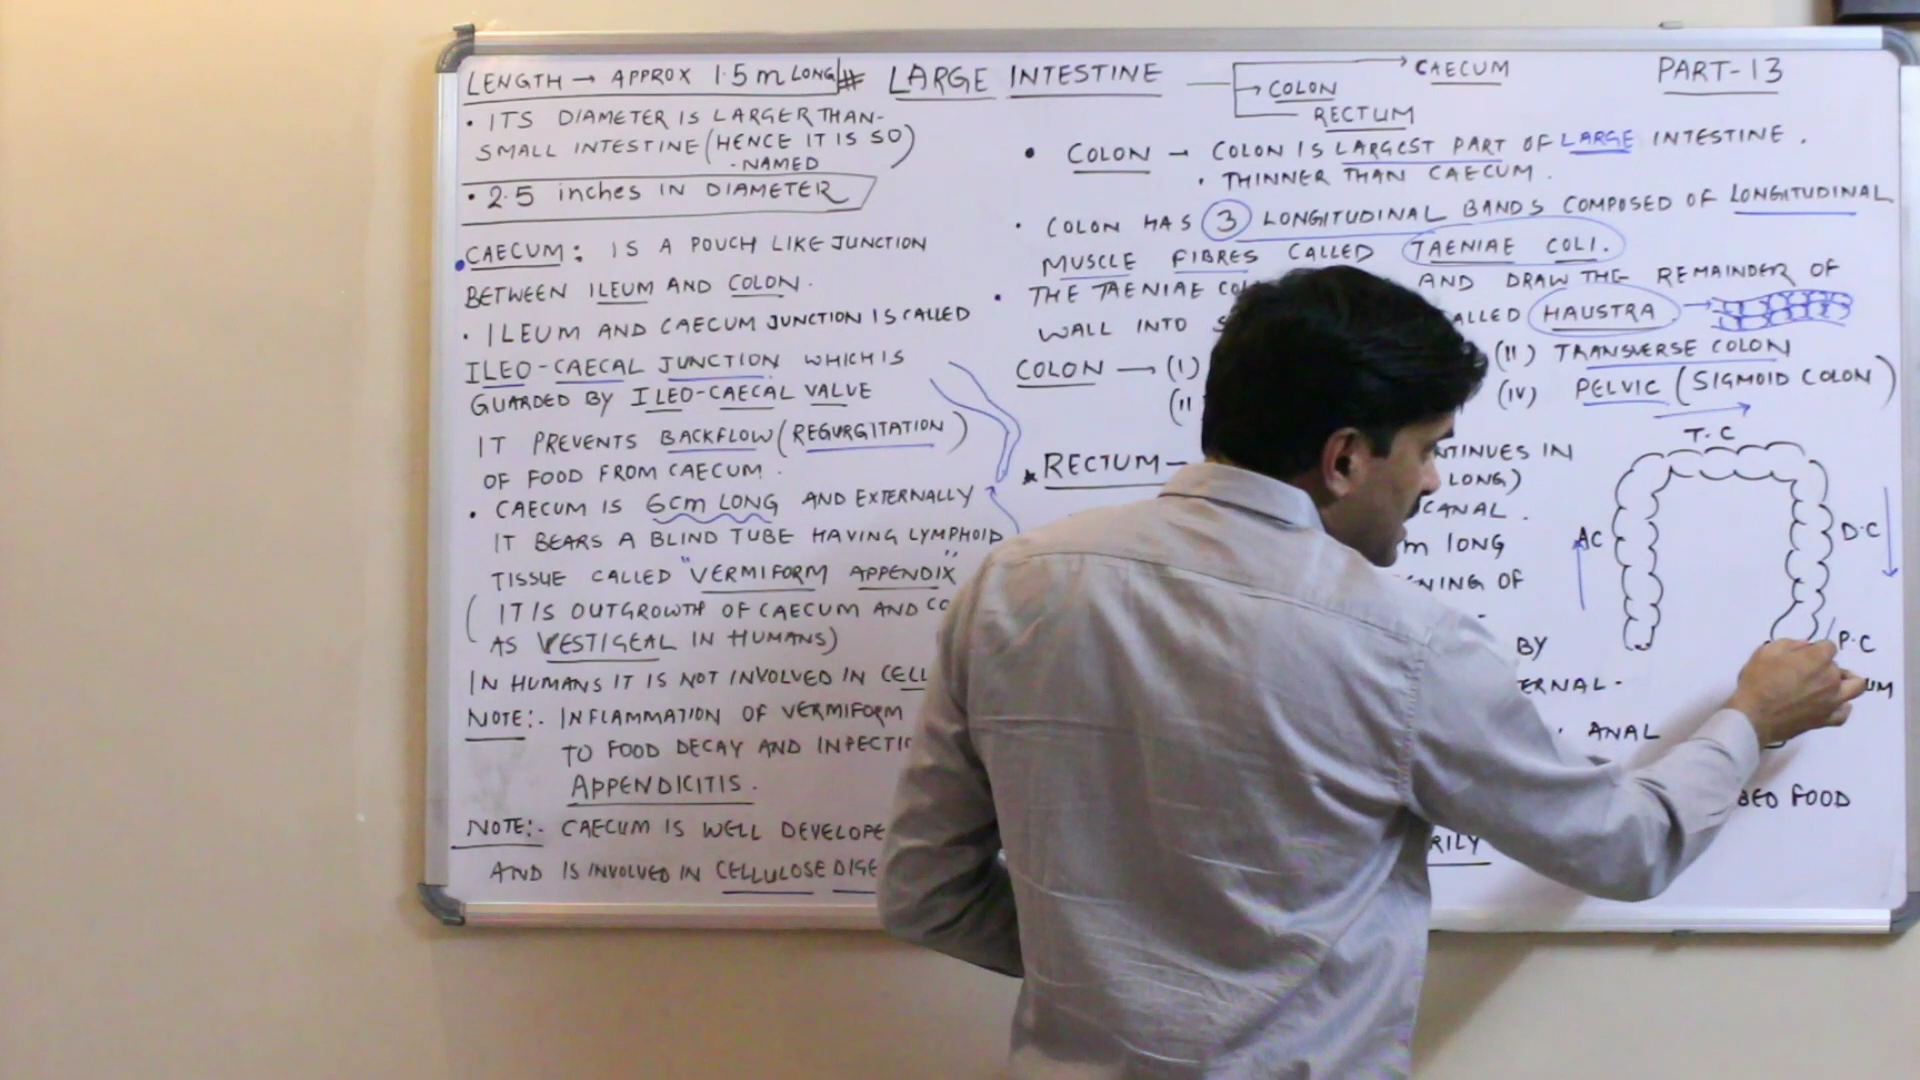 LENGTH → APPROX 1.5 m LONG
• ITS DIAMETER IS LARGER THAN-
SMALL INTESTINE (HENCE IT IS SO)
-NAMED
• 2.5 inches IN DIAMETER
CAECUM: IS A POUCH LIKE JUNCTION
BETWEEN ILEUM AND COLON.
• ILEUM AND CAECUM JUNCTION IS CALLED
ILEO-CAECAL JUNCTION WHICH IS
GUARDED BY ILEO-CAECAL VALVE
IT PREVENTS BACKFLOW (REGURGITATION)
OF FOOD FROM CAECUM.
• CAECUM IS 6cm LONG AND EXTERNALLY
IT BEARS A BLIND TUBE HAVING LYMPHOID
TISSUE CALLED "VERMIFORM APPENDIX"
(IT IS OUTGROWTH OF CAECUM AND CO
AS VESTIGEAL IN HUMANS)
IN HUMANS IT IS NOT INVOLVED IN CELL
NOTE:- INFLAMMATION OF VERMIFORM
TO FOOD DECAY AND INFECTIO
APPENDICITIS.
NOTE:- CAECUM IS WELL DEVELOPE
AND IS INVOLVED IN CELLULOSE DIGE
# LARGE INTESTINE
CAECUM
→ COLON
RECTUM
PART-13
• COLON → COLON IS LARGEST PART OF LARGE INTESTINE.
• THINNER THAN CAECUM.
• COLON HAS 3 LONGITUDINAL BANDS COMPOSED OF LONGITUDINAL
MUSCLE FIBRES CALLED TAENIAE COLI.
• THE TAENIAE CO AND DRAW THE REMAINDER OF
WALL INTO S ALLED HAUSTRA →
COLON → (I) (II) TRANSVERSE COLON
(II (IV) PELVIC (SIGMOID COLON)
* RECTUM - NTINUES IN
LONG)
CANAL.
m LONG
NING OF
BY
ERNAL.
ANAL
BED FOOD
RILY
T.C
AC
D.C
P.C
UM